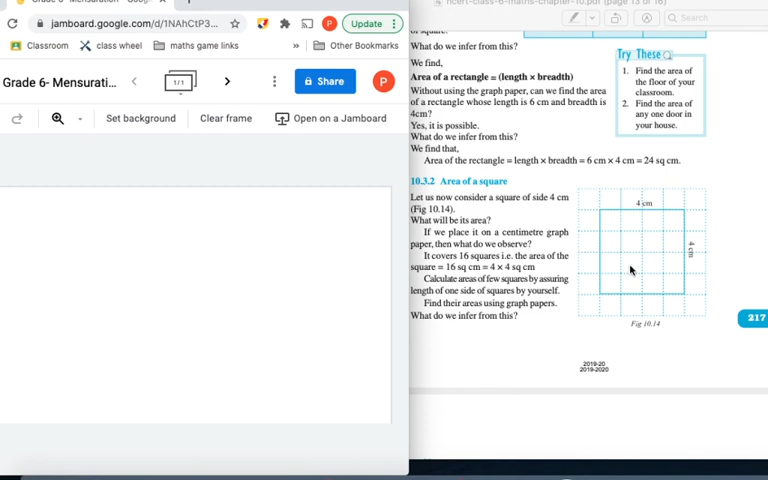 jamboard.google.com/d/1NAhCtP3...
Update
Classroom
class wheel
maths game links
»
Other Bookmarks
Grade 6- Mensurati...
1/1
Share
P
Set background
Clear frame
Open on a Jamboard
Search
What do we infer from this?
We find,
Area of a rectangle = (length × breadth)
Without using the graph paper, can we find the area
of a rectangle whose length is 6 cm and breadth is
4cm?
Yes, it is possible.
What do we infer from this?
We find that,
Area of the rectangle = length × breadth = 6 cm × 4 cm = 24 sq cm.
Try These
1. Find the area of
the floor of your
classroom.
2. Find the area of
any one door in
your house.
10.3.2 Area of a square
Let us now consider a square of side 4 cm
(Fig 10.14).
What will be its area?
If we place it on a centimetre graph
paper, then what do we observe?
It covers 16 squares i.e. the area of the
square = 16 sq cm = 4 × 4 sq cm
Calculate areas of few squares by assuring
length of one side of squares by yourself.
Find their areas using graph papers.
What do we infer from this?
4 cm
4 cm
Fig 10.14
217
2019-20
2019-2020